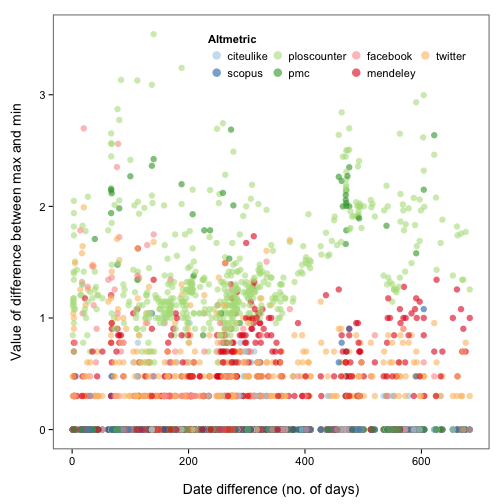 Altmetric
citeulike ploscounter facebook twitter
scopus pmc mendeley
3
2
1
0
0 200 400 600
Date difference (no. of days)
Value of difference between max and min